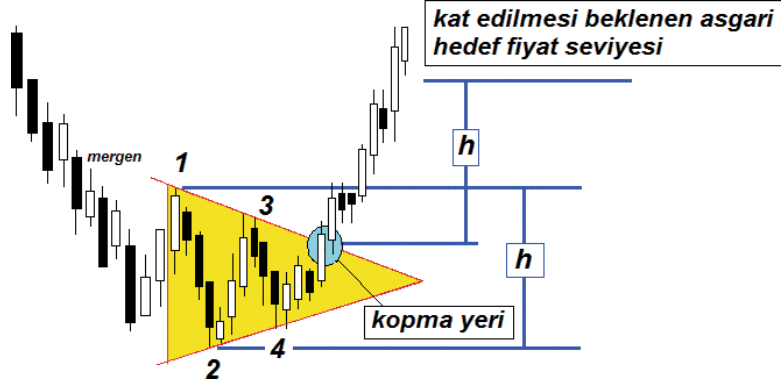 kat edilmesi beklenen asgari
hedef fiyat seviyesi
mergen
1
h
3
h
kopma yeri
4
2